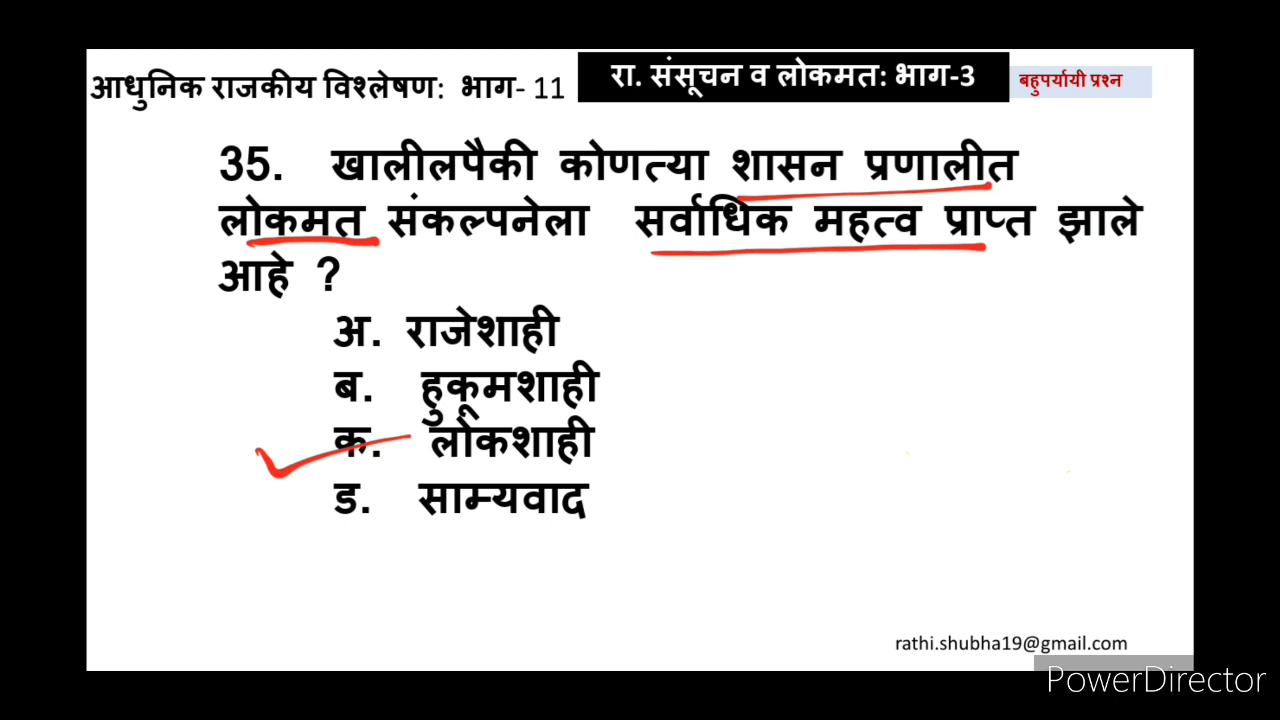 आधुनिक राजकीय विश्लेषण: भाग- 11
रा. संसूचन व लोकमत: भाग-3
बहुपर्यायी प्रश्न
35. खालीलपैकी कोणत्या शासन प्रणालीत
लोकमत संकल्पनेला सर्वाधिक महत्व प्राप्त झाले
आहे ?
अ. राजेशाही
ब. हुकूमशाही
क. लोकशाही
ड. साम्यवाद
rathi.shubha19@gmail.com
PowerDirector